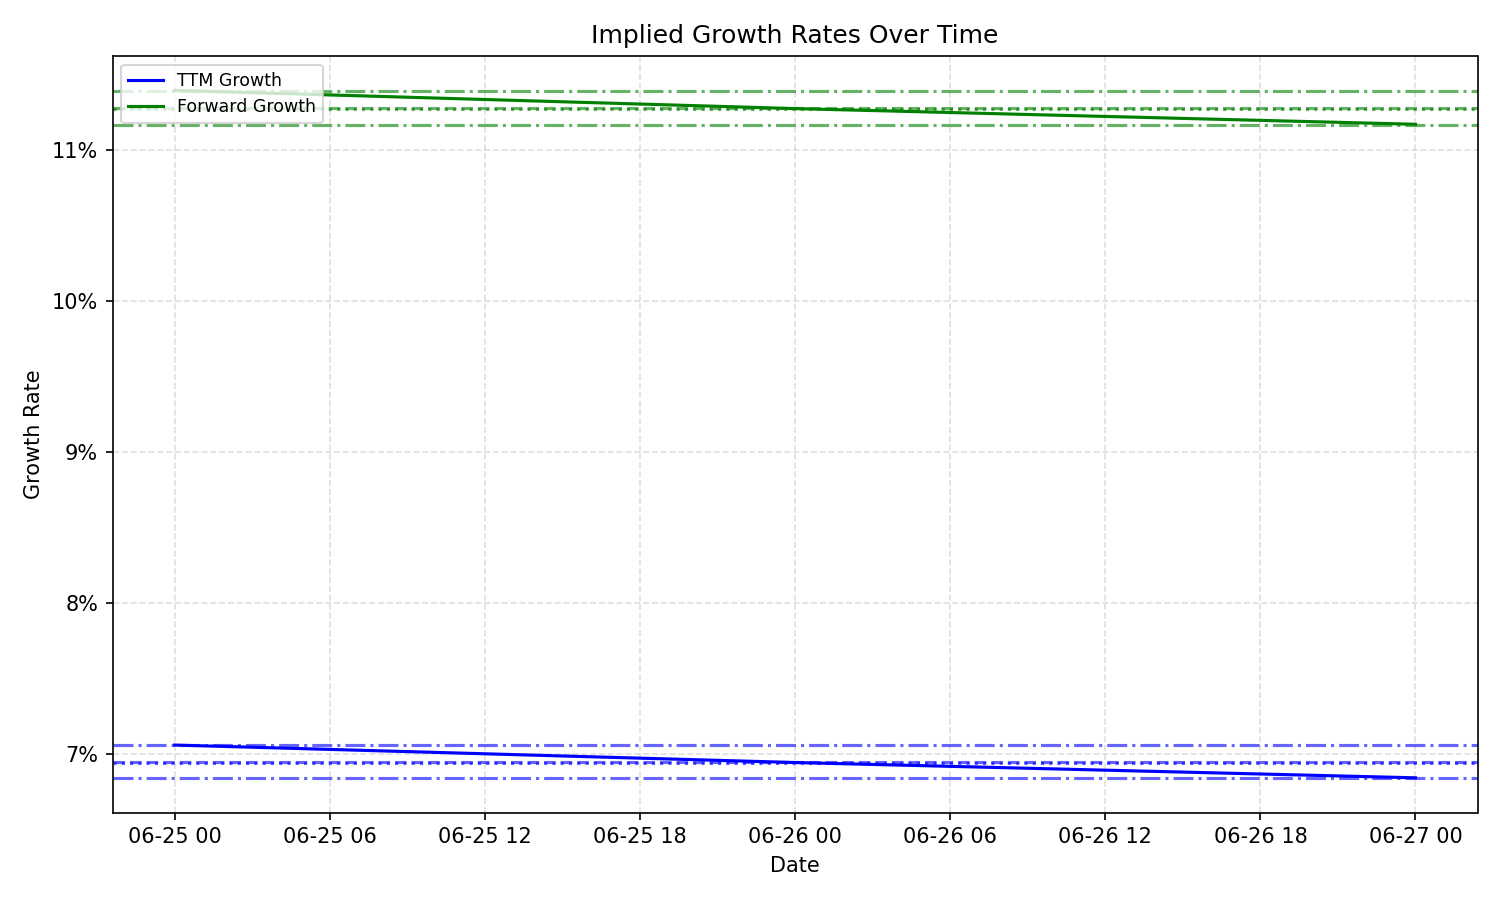 Implied Growth Rates Over Time
TTM Growth
Forward Growth
11%
10%
9%
8%
7%
Growth Rate
06-25 00
06-25 06
06-25 12
06-25 18
06-26 00
06-26 06
06-26 12
06-26 18
06-27 00
Date